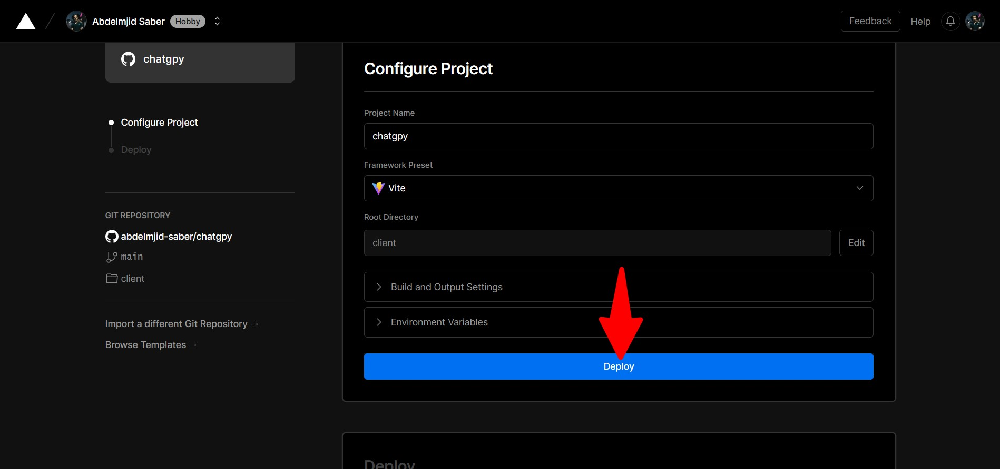 Abdelmjid Saber Hobby
Feedback Help
chatgpy
Configure Project
Deploy
GIT REPOSITORY
abdelmjid-saber/chatgpy
main
client
Import a different Git Repository →
Browse Templates →
Configure Project
Project Name
chatgpy
Framework Preset
Vite
Root Directory
client Edit
Build and Output Settings
Environment Variables
Deploy
Deploy